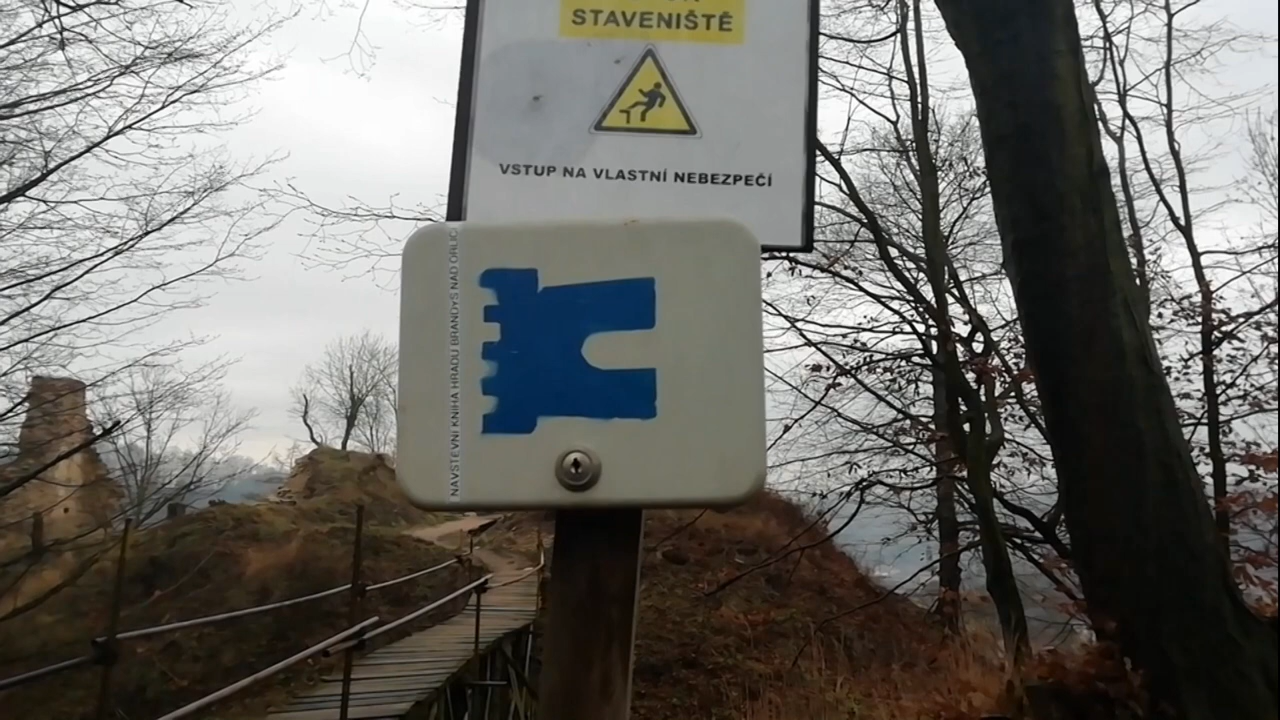 STAVENIŠTĚ
VSTUP NA VLASTNÍ NEBEZPEČÍ
NÁVŠTĚVNÍ KNIHA HRADU BRANDÝS NAD ORLICÍ